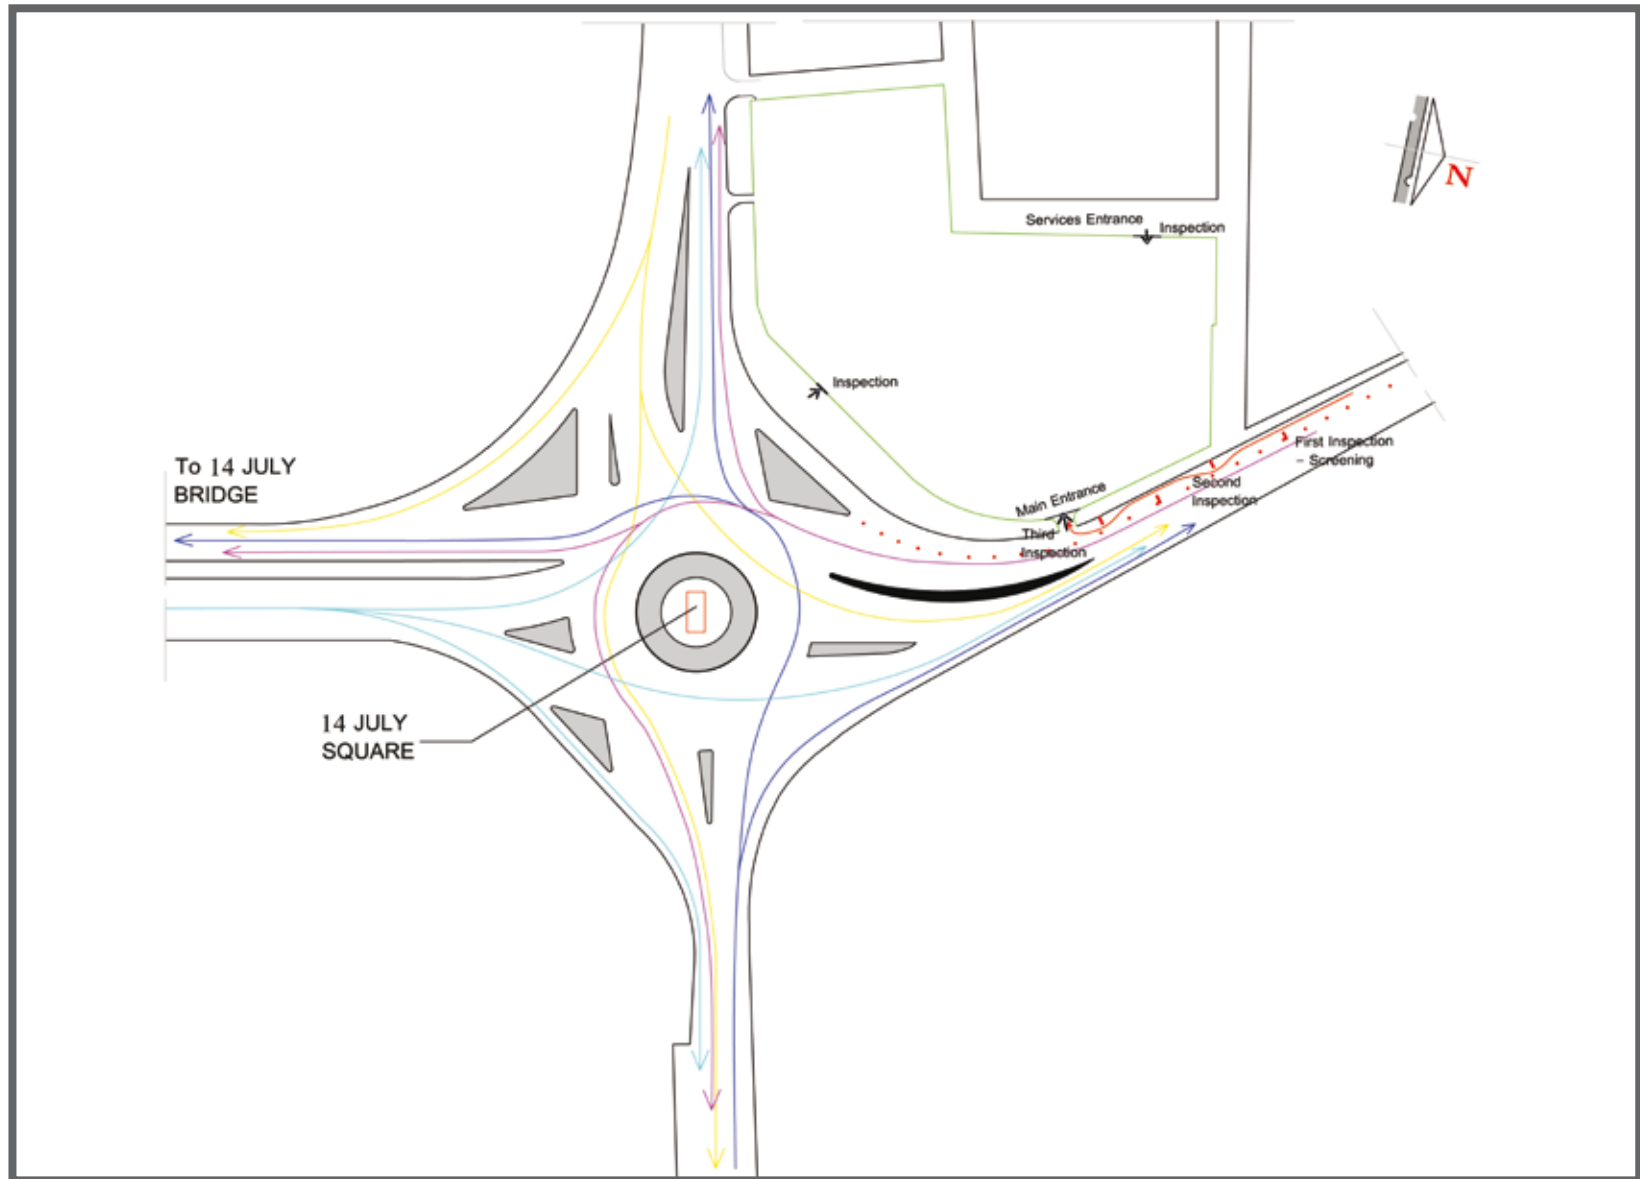 N
Services Entrance
Inspection
Inspection
To 14 JULY
BRIDGE
First Inspection
– Screening
Second
Inspection
Main Entrance
Third
Inspection
14 JULY
SQUARE